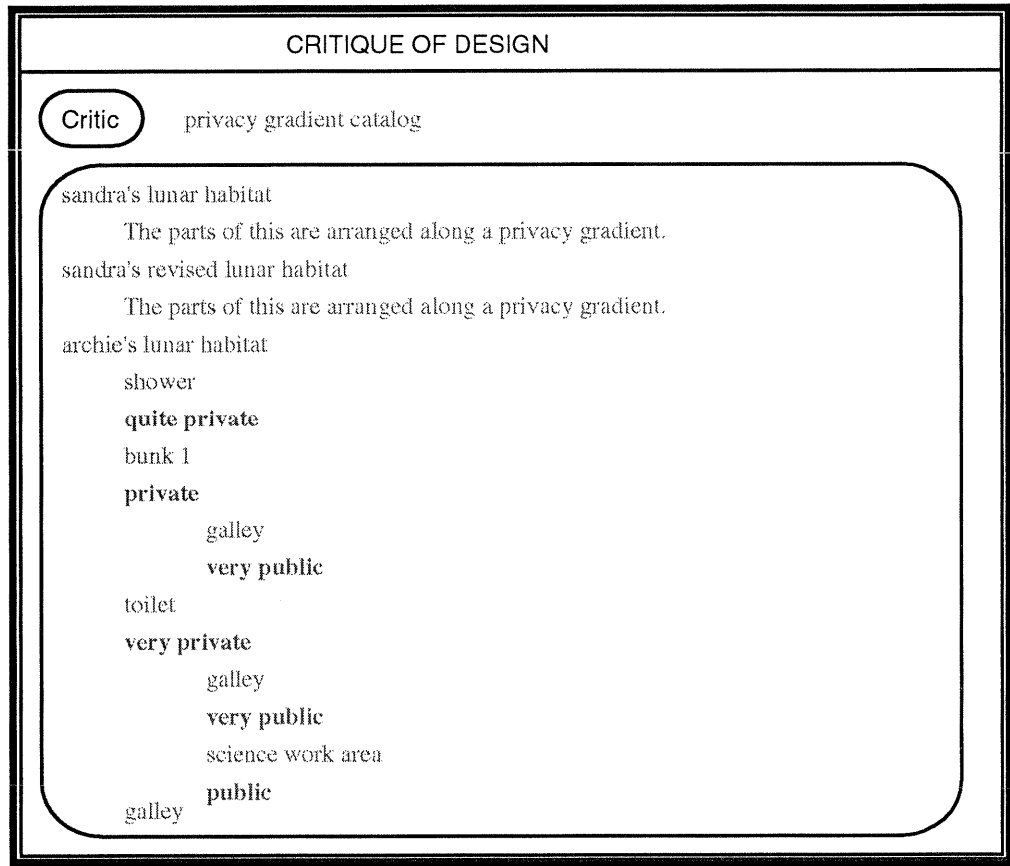 CRITIQUE OF DESIGN
Critic privacy gradient catalog
sandra's lunar habitat
The parts of this are arranged along a privacy gradient.
sandra's revised lunar habitat
The parts of this are arranged along a privacy gradient.
archie's lunar habitat
shower
quite private
bunk 1
private
galley
very public
toilet
very private
galley
very public
science work area
public
galley